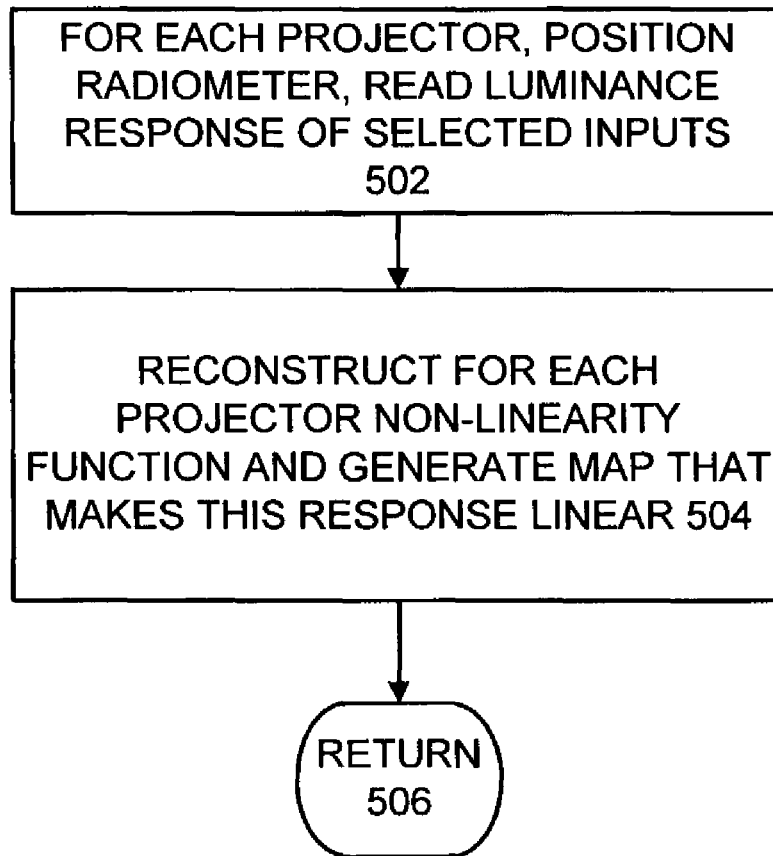 FOR EACH PROJECTOR, POSITION
RADIOMETER, READ LUMINANCE
RESPONSE OF SELECTED INPUTS
502
RECONSTRUCT FOR EACH
PROJECTOR NON-LINEARITY
FUNCTION AND GENERATE MAP THAT
MAKES THIS RESPONSE LINEAR 504
RETURN
506